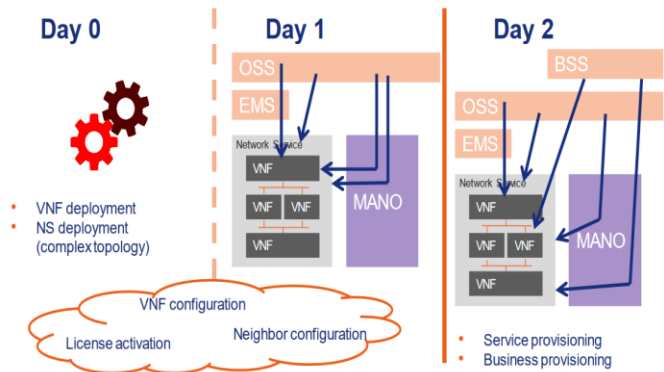 Day 0
Day 1
Day 2
OSS
EMS
Network Service
VNF
VNF
VNF
VNF
MANO
BSS
OSS
EMS
Network Service
VNF
VNF
VNF
VNF
MANO
• VNF deployment
• NS deployment
(complex topology)
VNF configuration
License activation
Neighbor configuration
• Service provisioning
• Business provisioning